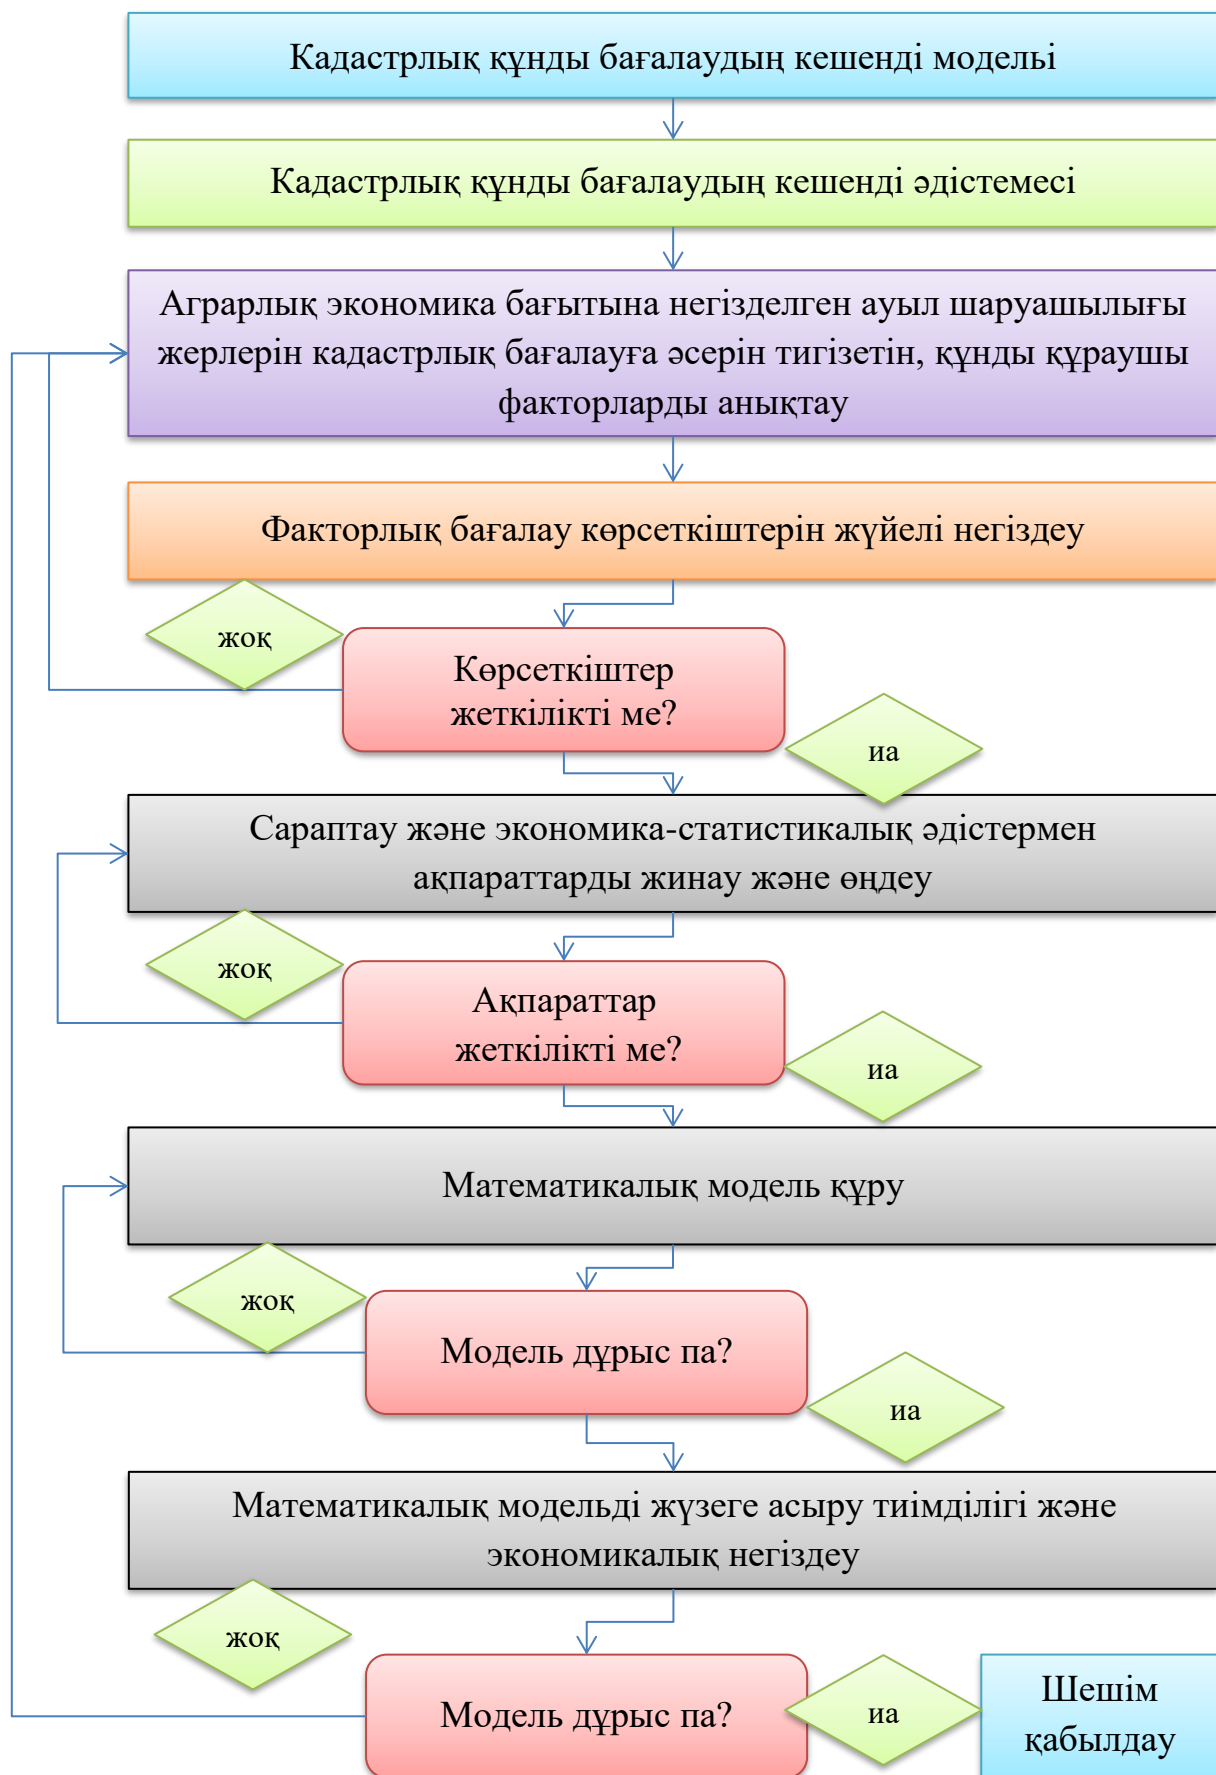 Кадастрлық құнды бағалаудың кешенді модельі
Кадастрлық құнды бағалаудың кешенді әдістемесі
Аграрлық экономика бағытына негізделген ауыл шаруашылығы
жерлерін кадастрлық бағалауға әсерін тигізетін, құнды құраушы
факторларды анықтау
Факторлық бағалау көрсеткіштерін жүйелі негіздеу
жоқ
Көрсеткіштер
жеткілікті ме?
иа
Сараптау және экономика-статистикалық әдістермен
ақпараттарды жинау және өңдеу
жоқ
Ақпараттар
жеткілікті ме?
иа
Математикалық модель құру
жоқ
Модель дұрыс па?
иа
Математикалық модельді жүзеге асыру тиімділігі және
экономикалық негіздеу
жоқ
Модель дұрыс па?
иа
Шешім
қабылдау